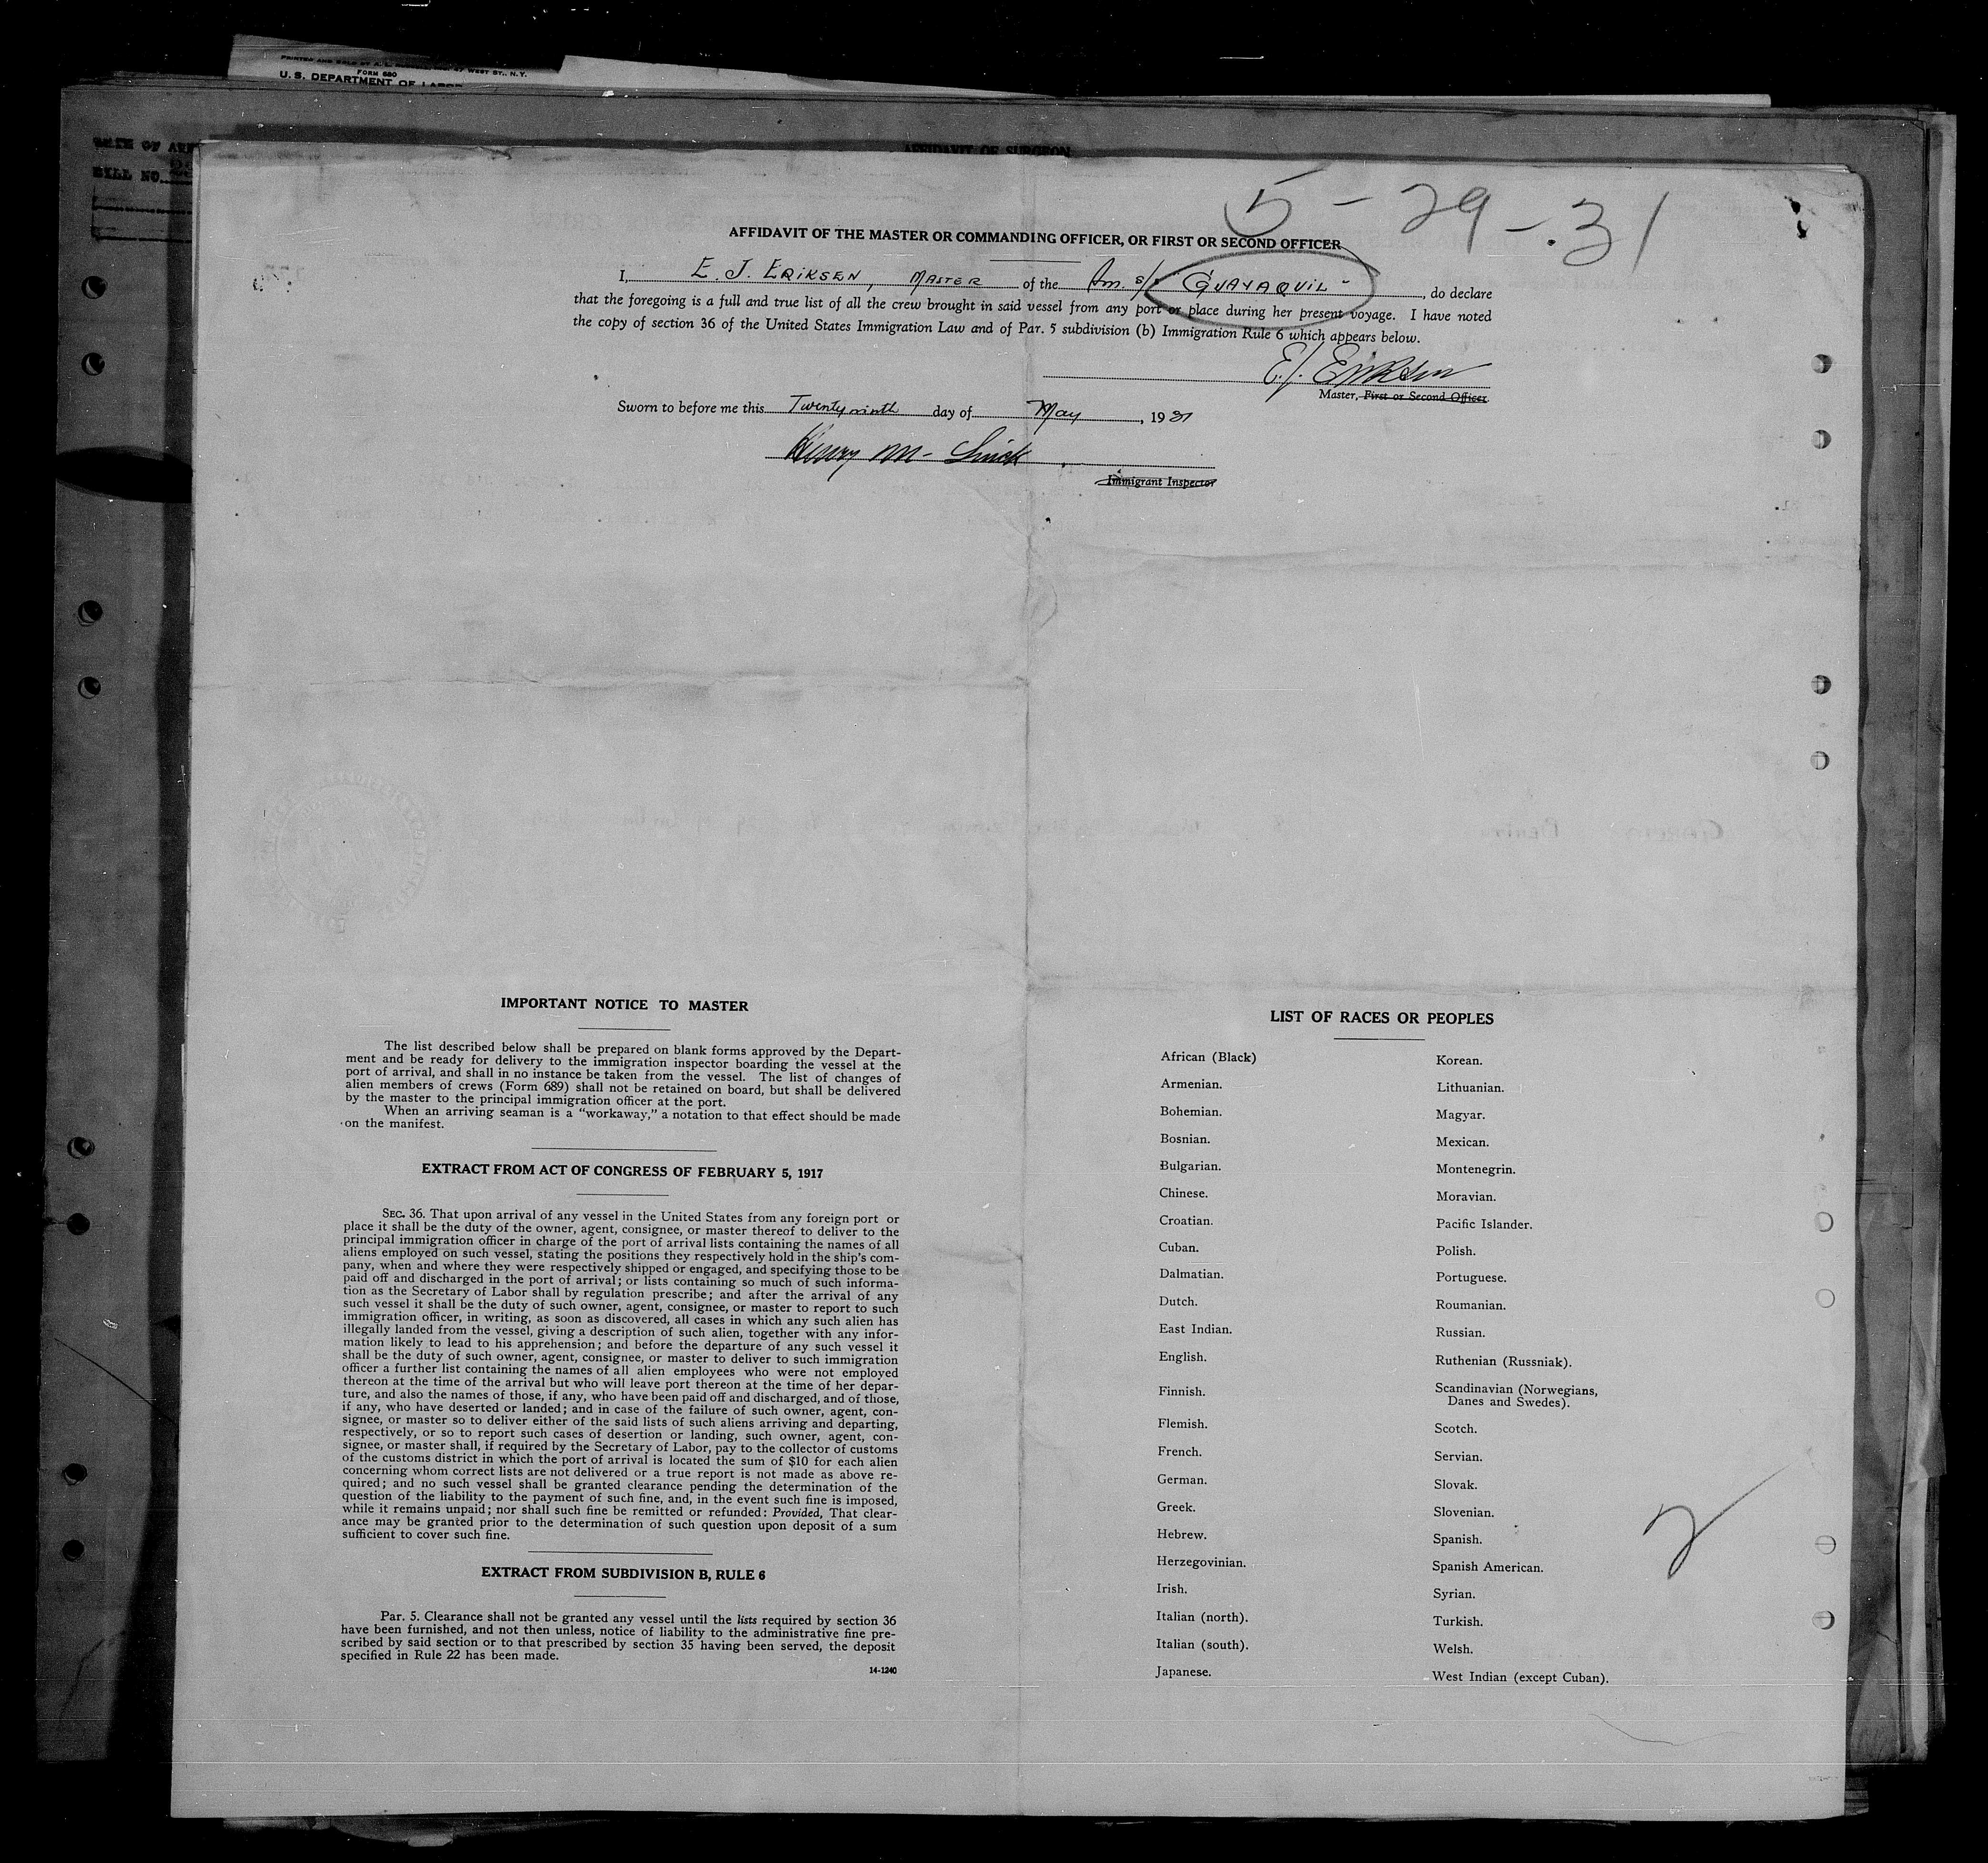 FORM 680
U. S. DEPARTMENT OF LABOR
WEST ST., N. Y.
BILL NO.
AFFIDAVIT OF SURGEON
5-29-31
AFFIDAVIT OF THE MASTER OR COMMANDING OFFICER, OR FIRST OR SECOND OFFICER
I, E. J. ERIKSEN, MASTER of the Am. s/s "GUAYAQUIL", do declare
that the foregoing is a full and true list of all the crew brought in said vessel from any port or place during her present voyage. I have noted
the copy of section 36 of the United States Immigration Law and of Par. 5 subdivision (b) Immigration Rule 6 which appears below.
E. J. Eriksen
Master, First or Second Officer.
Sworn to before me this Twenty ninth day of May, 1931
Henry M-
Immigrant Inspector
IMPORTANT NOTICE TO MASTER
The list described below shall be prepared on blank forms approved by the Depart-
ment and be ready for delivery to the immigration inspector boarding the vessel at the
port of arrival, and shall in no instance be taken from the vessel. The list of changes of
alien members of crews (Form 689) shall not be retained on board, but shall be delivered
by the master to the principal immigration officer at the port.
When an arriving seaman is a "workaway," a notation to that effect should be made
on the manifest.
EXTRACT FROM ACT OF CONGRESS OF FEBRUARY 5, 1917
SEC. 36. That upon arrival of any vessel in the United States from any foreign port or
place it shall be the duty of the owner, agent, consignee, or master thereof to deliver to the
principal immigration officer in charge of the port of arrival lists containing the names of all
aliens employed on such vessel, stating the positions they respectively hold in the ship's com-
pany, when and where they were respectively shipped or engaged, and specifying those to be
paid off and discharged in the port of arrival; or lists containing so much of such informa-
tion as the Secretary of Labor shall by regulation prescribe; and after the arrival of any
such vessel it shall be the duty of such owner, agent, consignee, or master to report to such
immigration officer, in writing, as soon as discovered, all cases in which any such alien has
illegally landed from the vessel, giving a description of such alien, together with any infor-
mation likely to lead to his apprehension; and before the departure of any such vessel it
shall be the duty of such owner, agent, consignee, or master to deliver to such immigration
officer a further list containing the names of all alien employees who were not employed
thereon at the time of the arrival but who will leave port thereon at the time of her depar-
ture, and also the names of those, if any, who have been paid off and discharged, and of those,
if any, who have deserted or landed; and in case of the failure of such owner, agent, con-
signee, or master so to deliver either of the said lists of such aliens arriving and departing,
respectively, or so to report such cases of desertion or landing, such owner, agent, con-
signee, or master shall, if required by the Secretary of Labor, pay to the collector of customs
of the customs district in which the port of arrival is located the sum of $10 for each alien
concerning whom correct lists are not delivered or a true report is not made as above re-
quired; and no such vessel shall be granted clearance pending the determination of the
question of the liability to the payment of such fine, and, in the event such fine is imposed,
while it remains unpaid; nor shall such fine be remitted or refunded: Provided, That clear-
ance may be granted prior to the determination of such question upon deposit of a sum
sufficient to cover such fine.
EXTRACT FROM SUBDIVISION B, RULE 6
Par. 5. Clearance shall not be granted any vessel until the lists required by section 36
have been furnished, and not then unless, notice of liability to the administrative fine pre-
scribed by said section or to that prescribed by section 35 having been served, the deposit
specified in Rule 22 has been made.
14-1240
LIST OF RACES OR PEOPLES
African (Black)
Armenian.
Bohemian.
Bosnian.
Bulgarian.
Chinese.
Croatian.
Cuban.
Dalmatian.
Dutch.
East Indian.
English.
Finnish.
Flemish.
French.
German.
Greek.
Hebrew.
Herzegovinian.
Irish.
Italian (north).
Italian (south).
Japanese.
Korean.
Lithuanian.
Magyar.
Mexican.
Montenegrin.
Moravian.
Pacific Islander.
Polish.
Portuguese.
Roumanian.
Russian.
Ruthenian (Russniak).
Scandinavian (Norwegians,
Danes and Swedes).
Scotch.
Servian.
Slovak.
Slovenian.
Spanish.
Spanish American.
Syrian.
Turkish.
Welsh.
West Indian (except Cuban).
2